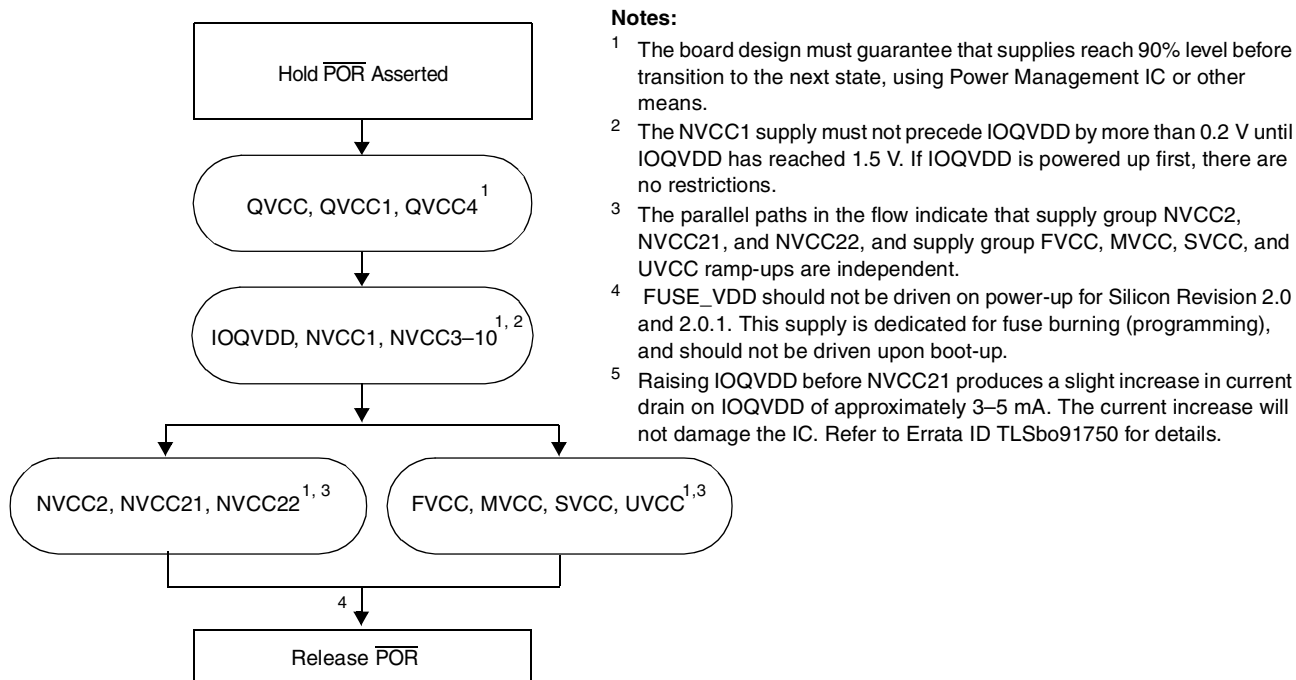 Hold POR Asserted
QVCC, QVCC1, QVCC4 1
IOQVDD, NVCC1, NVCC3–10 1, 2
NVCC2, NVCC21, NVCC22 1, 3
FVCC, MVCC, SVCC, UVCC 1,3
4
Release POR
Notes:
1 The board design must guarantee that supplies reach 90% level before
transition to the next state, using Power Management IC or other
means.
2 The NVCC1 supply must not precede IOQVDD by more than 0.2 V until
IOQVDD has reached 1.5 V. If IOQVDD is powered up first, there are
no restrictions.
3 The parallel paths in the flow indicate that supply group NVCC2,
NVCC21, and NVCC22, and supply group FVCC, MVCC, SVCC, and
UVCC ramp-ups are independent.
4 FUSE_VDD should not be driven on power-up for Silicon Revision 2.0
and 2.0.1. This supply is dedicated for fuse burning (programming),
and should not be driven upon boot-up.
5 Raising IOQVDD before NVCC21 produces a slight increase in current
drain on IOQVDD of approximately 3–5 mA. The current increase will
not damage the IC. Refer to Errata ID TLSbo91750 for details.